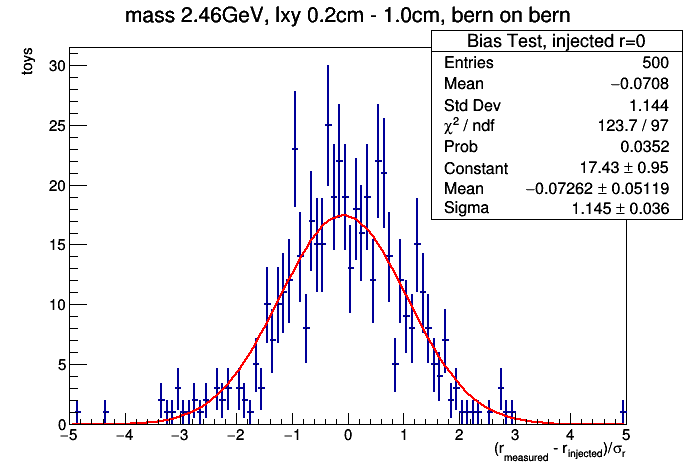 mass 2.46GeV, lxy 0.2cm - 1.0cm, bern on bern
toys
Bias Test, injected r=0
Entries 500
Mean −0.0708
Std Dev 1.144
χ² / ndf 123.7 / 97
Prob 0.0352
Constant 17.43 ± 0.95
Mean −0.07262 ± 0.05119
Sigma 1.145 ± 0.036
30
25
20
15
10
5
0
−5 −4 −3 −2 −1 0 1 2 3 4 5
(r_measured - r_injected)/σ_r